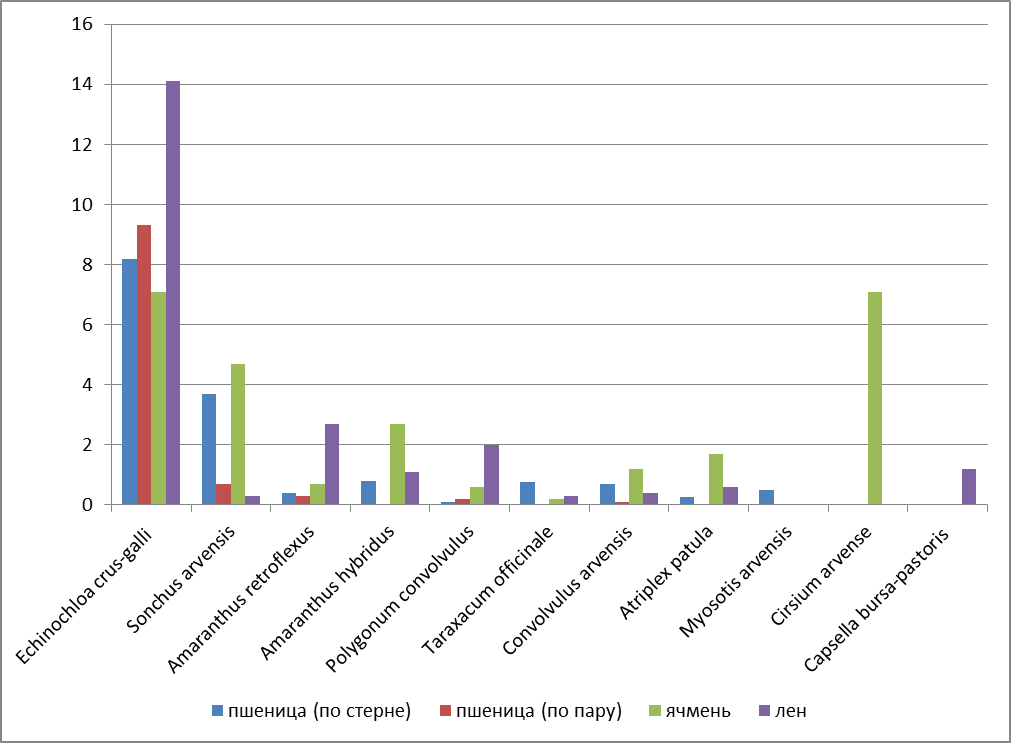 16
14
12
10
8
6
4
2
0
Echinochloa crus-galli
Sonchus arvensis
Amaranthus retroflexus
Amaranthus hybridus
Polygonum convolvulus
Taraxacum officinale
Convolvulus arvensis
Atriplex patula
Myosotis arvensis
Cirsium arvense
Capsella bursa-pastoris
пшеница (по стерне) пшеница (по пару) ячмень лен